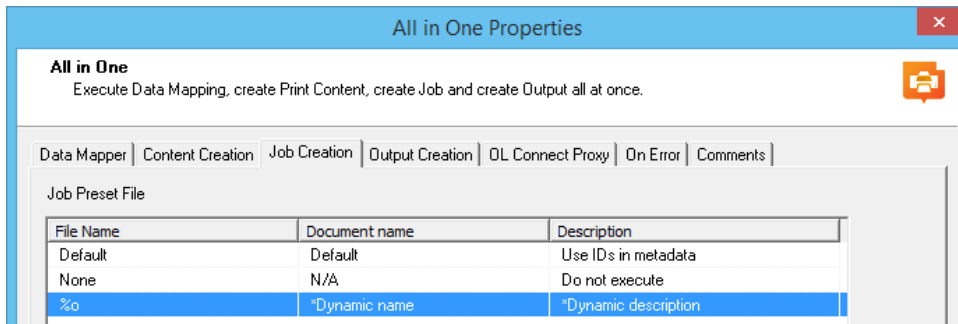 All in One Properties
All in One
Execute Data Mapping, create Print Content, create Job and create Output all at once.
Data Mapper Content Creation Job Creation Output Creation OL Connect Proxy On Error Comments
Job Preset File
File Name Document name Description
Default Default Use IDs in metadata
None N/A Do not execute
%o *Dynamic name *Dynamic description